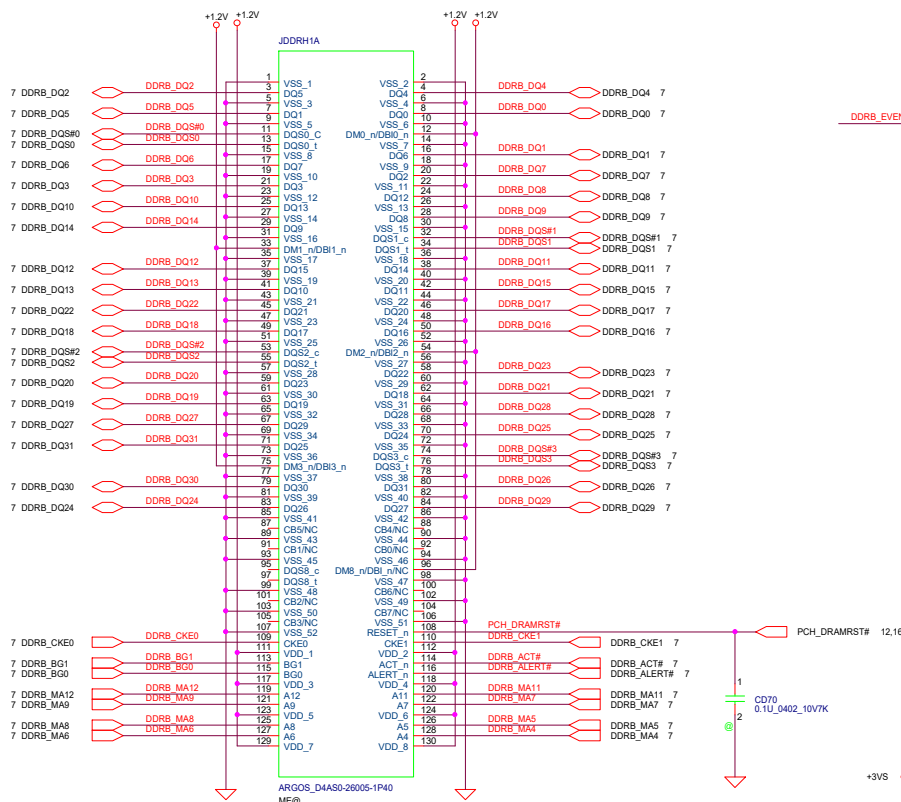 +1.2V +1.2V +1.2V +1.2V
JDDRH1A
1 VSS_1 VSS_2 2
7 DDRB_DQ2 DDRB_DQ2 3 DQ5 DQ4 4 DDRB_DQ4 DDRB_DQ4 7
5 VSS_3 VSS_4 6
7 DDRB_DQ5 DDRB_DQ5 7 DQ1 DQ0 8 DDRB_DQ0 DDRB_DQ0 7
DDRB_EVEN
9 VSS_5 VSS_6 10
7 DDRB_DQS#0 DDRB_DQS#0 11 DQS0_C DM0_n/DBI0_n 12
7 DDRB_DQS0 DDRB_DQS0 13 DQS0_t VSS_7 14
15 VSS_8 DQ6 16 DDRB_DQ1 DDRB_DQ1 7
7 DDRB_DQ6 DDRB_DQ6 17 DQ7 VSS_9 18
19 VSS_10 DQ2 20 DDRB_DQ7 DDRB_DQ7 7
7 DDRB_DQ3 DDRB_DQ3 21 DQ3 VSS_11 22
23 VSS_12 DQ12 24 DDRB_DQ8 DDRB_DQ8 7
7 DDRB_DQ10 DDRB_DQ10 25 DQ13 VSS_13 26
27 VSS_14 DQ8 28 DDRB_DQ9 DDRB_DQ9 7
7 DDRB_DQ14 DDRB_DQ14 29 DQ9 VSS_15 30
31 VSS_16 DQS1_c 32 DDRB_DQS#1 DDRB_DQS#1 7
33 DM1_n/DBI1_n DQS1_t 34 DDRB_DQS1 DDRB_DQS1 7
35 VSS_17 VSS_18 36
7 DDRB_DQ12 DDRB_DQ12 37 DQ15 DQ14 38 DDRB_DQ11 DDRB_DQ11 7
39 VSS_19 VSS_20 40
7 DDRB_DQ13 DDRB_DQ13 41 DQ10 DQ11 42 DDRB_DQ15 DDRB_DQ15 7
43 VSS_21 VSS_22 44
7 DDRB_DQ22 DDRB_DQ22 45 DQ21 DQ20 46 DDRB_DQ17 DDRB_DQ17 7
47 VSS_23 VSS_24 48
7 DDRB_DQ18 DDRB_DQ18 49 DQ17 DQ16 50 DDRB_DQ16 DDRB_DQ16 7
51 VSS_25 VSS_26 52
7 DDRB_DQS#2 DDRB_DQS#2 53 DQS2_c DM2_n/DBI2_n 54
7 DDRB_DQS2 DDRB_DQS2 55 DQS2_t VSS_27 56
57 VSS_28 DQ22 58 DDRB_DQ23 DDRB_DQ23 7
7 DDRB_DQ20 DDRB_DQ20 59 DQ23 VSS_29 60
61 VSS_30 DQ18 62 DDRB_DQ21 DDRB_DQ21 7
7 DDRB_DQ19 DDRB_DQ19 63 DQ19 VSS_31 64
65 VSS_32 DQ28 66 DDRB_DQ28 DDRB_DQ28 7
7 DDRB_DQ27 DDRB_DQ27 67 DQ29 VSS_33 68
69 VSS_34 DQ24 70 DDRB_DQ25 DDRB_DQ25 7
7 DDRB_DQ31 DDRB_DQ31 71 DQ25 VSS_35 72
73 VSS_36 DQS3_c 74 DDRB_DQS#3 DDRB_DQS#3 7
75 DM3_n/DBI3_n DQS3_t 76 DDRB_DQS3 DDRB_DQS3 7
77 VSS_37 VSS_38 78
7 DDRB_DQ30 DDRB_DQ30 79 DQ30 DQ31 80 DDRB_DQ26 DDRB_DQ26 7
81 VSS_39 VSS_40 82
7 DDRB_DQ24 DDRB_DQ24 83 DQ26 DQ27 84 DDRB_DQ29 DDRB_DQ29 7
85 VSS_41 VSS_42 86
87 CB5/NC CB4/NC 88
89 VSS_43 VSS_44 90
91 CB1/NC CB0/NC 92
93 VSS_45 VSS_46 94
95 DQS8_c DM8_n/DBI_n/NC 96
97 DQS8_t VSS_47 98
99 VSS_48 CB6/NC 100
101 CB2/NC VSS_49 102
103 VSS_50 CB7/NC 104
105 CB3/NC VSS_51 106
107 VSS_52 RESET_n 108 PCH_DRAMRST# PCH_DRAMRST# 12,16
7 DDRB_CKE0 DDRB_CKE0 109 CKE0 CKE1 110 DDRB_CKE1 DDRB_CKE1 7
111 VDD_1 VDD_2 112
7 DDRB_BG1 DDRB_BG1 113 BG1 ACT_n 114 DDRB_ACT# DDRB_ACT# 7
7 DDRB_BG0 DDRB_BG0 115 BG0 ALERT_n 116 DDRB_ALERT# DDRB_ALERT# 7
117 VDD_3 VDD_4 118
7 DDRB_MA12 DDRB_MA12 119 A12 A11 120 DDRB_MA11 DDRB_MA11 7
7 DDRB_MA9 DDRB_MA9 121 A9 A7 122 DDRB_MA7 DDRB_MA7 7
123 VDD_5 VDD_6 124
7 DDRB_MA8 DDRB_MA8 125 A8 A5 126 DDRB_MA5 DDRB_MA5 7
7 DDRB_MA6 DDRB_MA6 127 A6 A4 128 DDRB_MA4 DDRB_MA4 7
129 VDD_7 VDD_8 130
1
CD70
0.1U_0402_10V7K
2
@
+3VS
ARGOS_D4AS0-26005-1P40
ME@